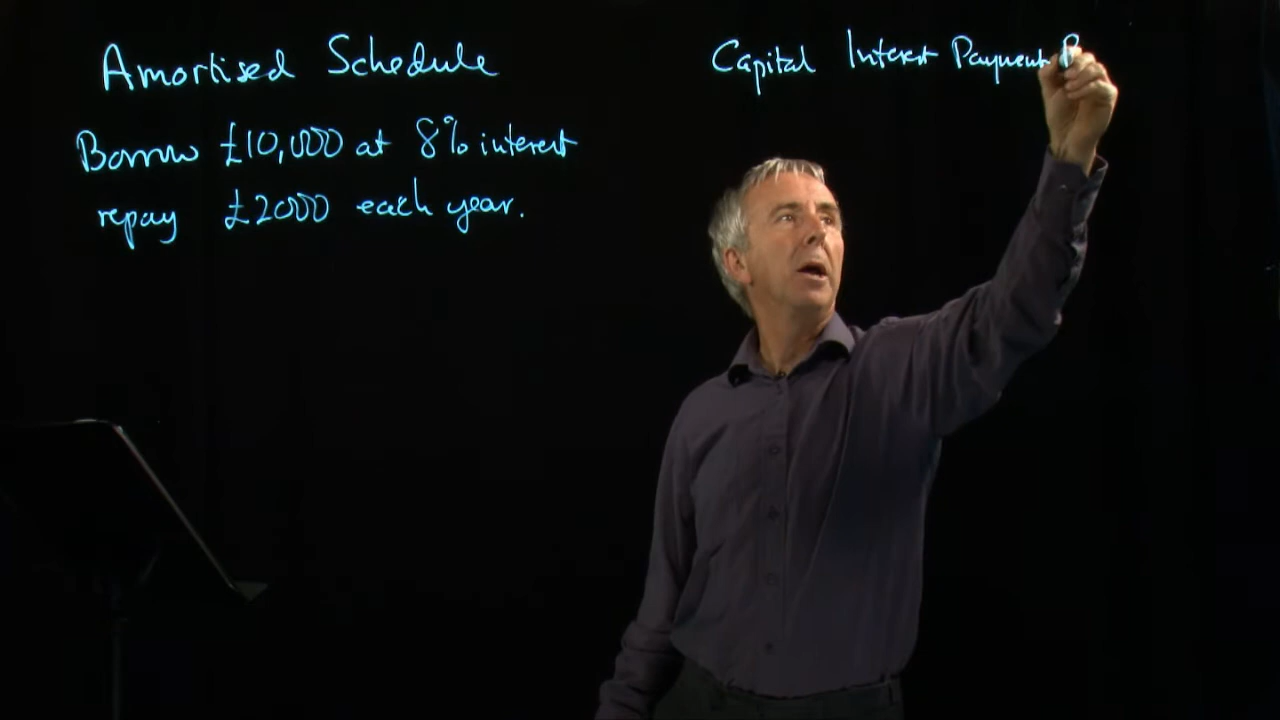 Amortised Schedule
Borrow £10,000 at 8% interest
repay £2000 each year.
Capital Interest Payment